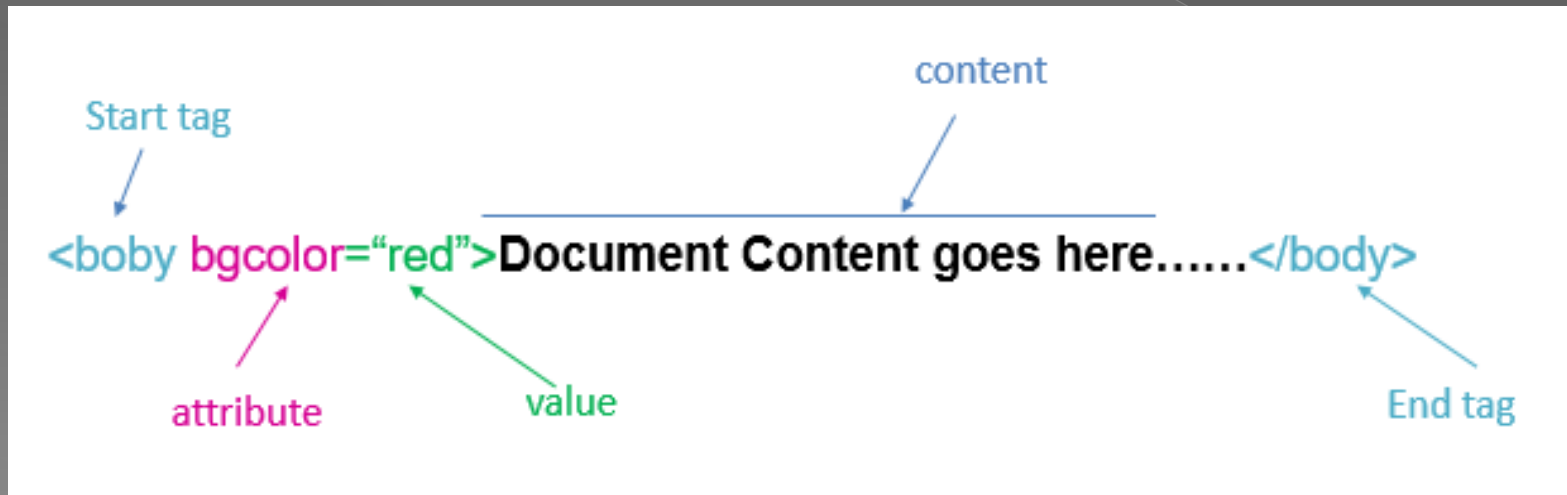 content
Start tag
<boby bgcolor=“red”>Document Content goes here……</body>
attribute
value
End tag